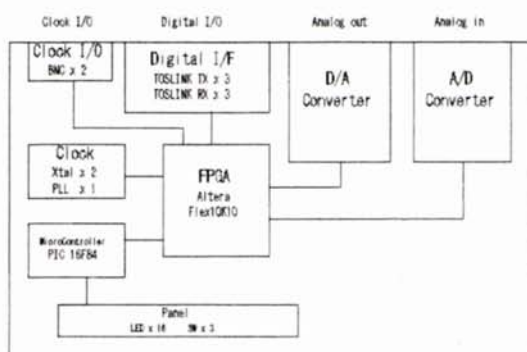 Clock I/O
Digital I/O
Analog out
Analog in
Clock I/O
BNC x 2
Digital I/F
TOSLINK TX x 3
TOSLINK RX x 3
D/A
Converter
A/D
Converter
Clock
Xtal x 2
PLL x 1
FPGA
Altera
Flex10K10
MicroController
PIC 16F84
Panel
LED x 16 SW x 3